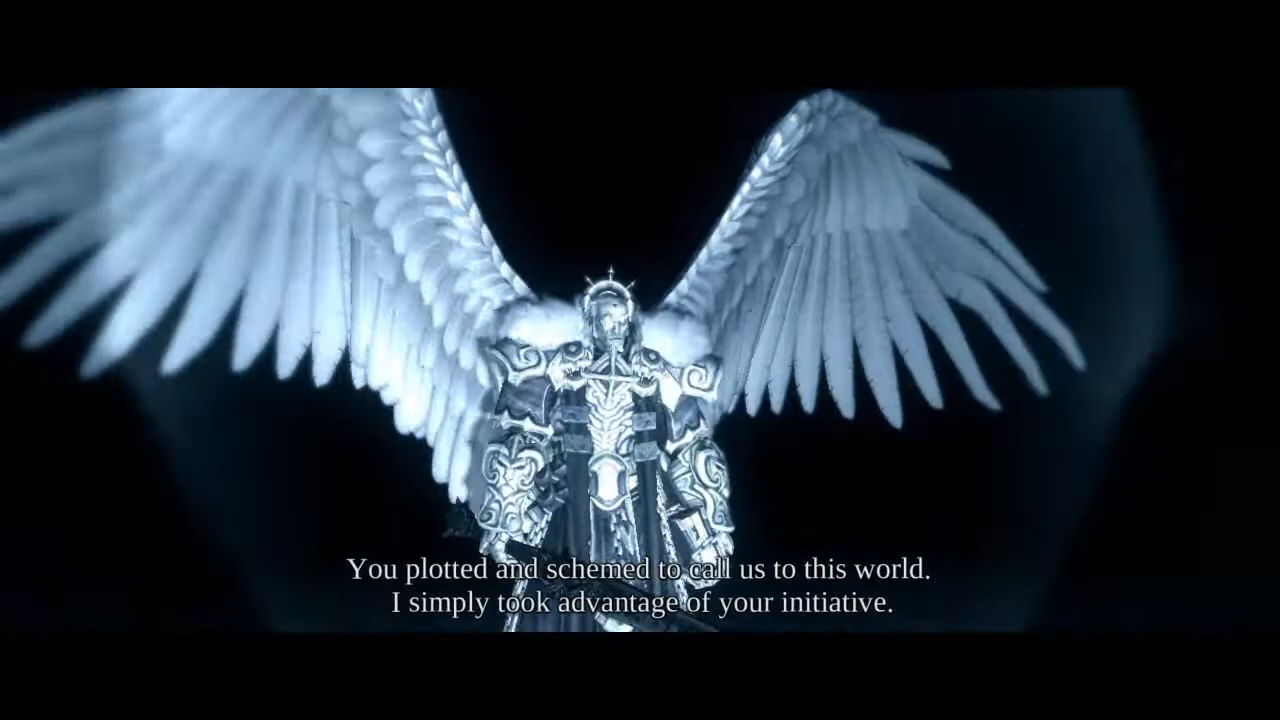 You plotted and schemed to call us to this world.
I simply took advantage of your initiative.